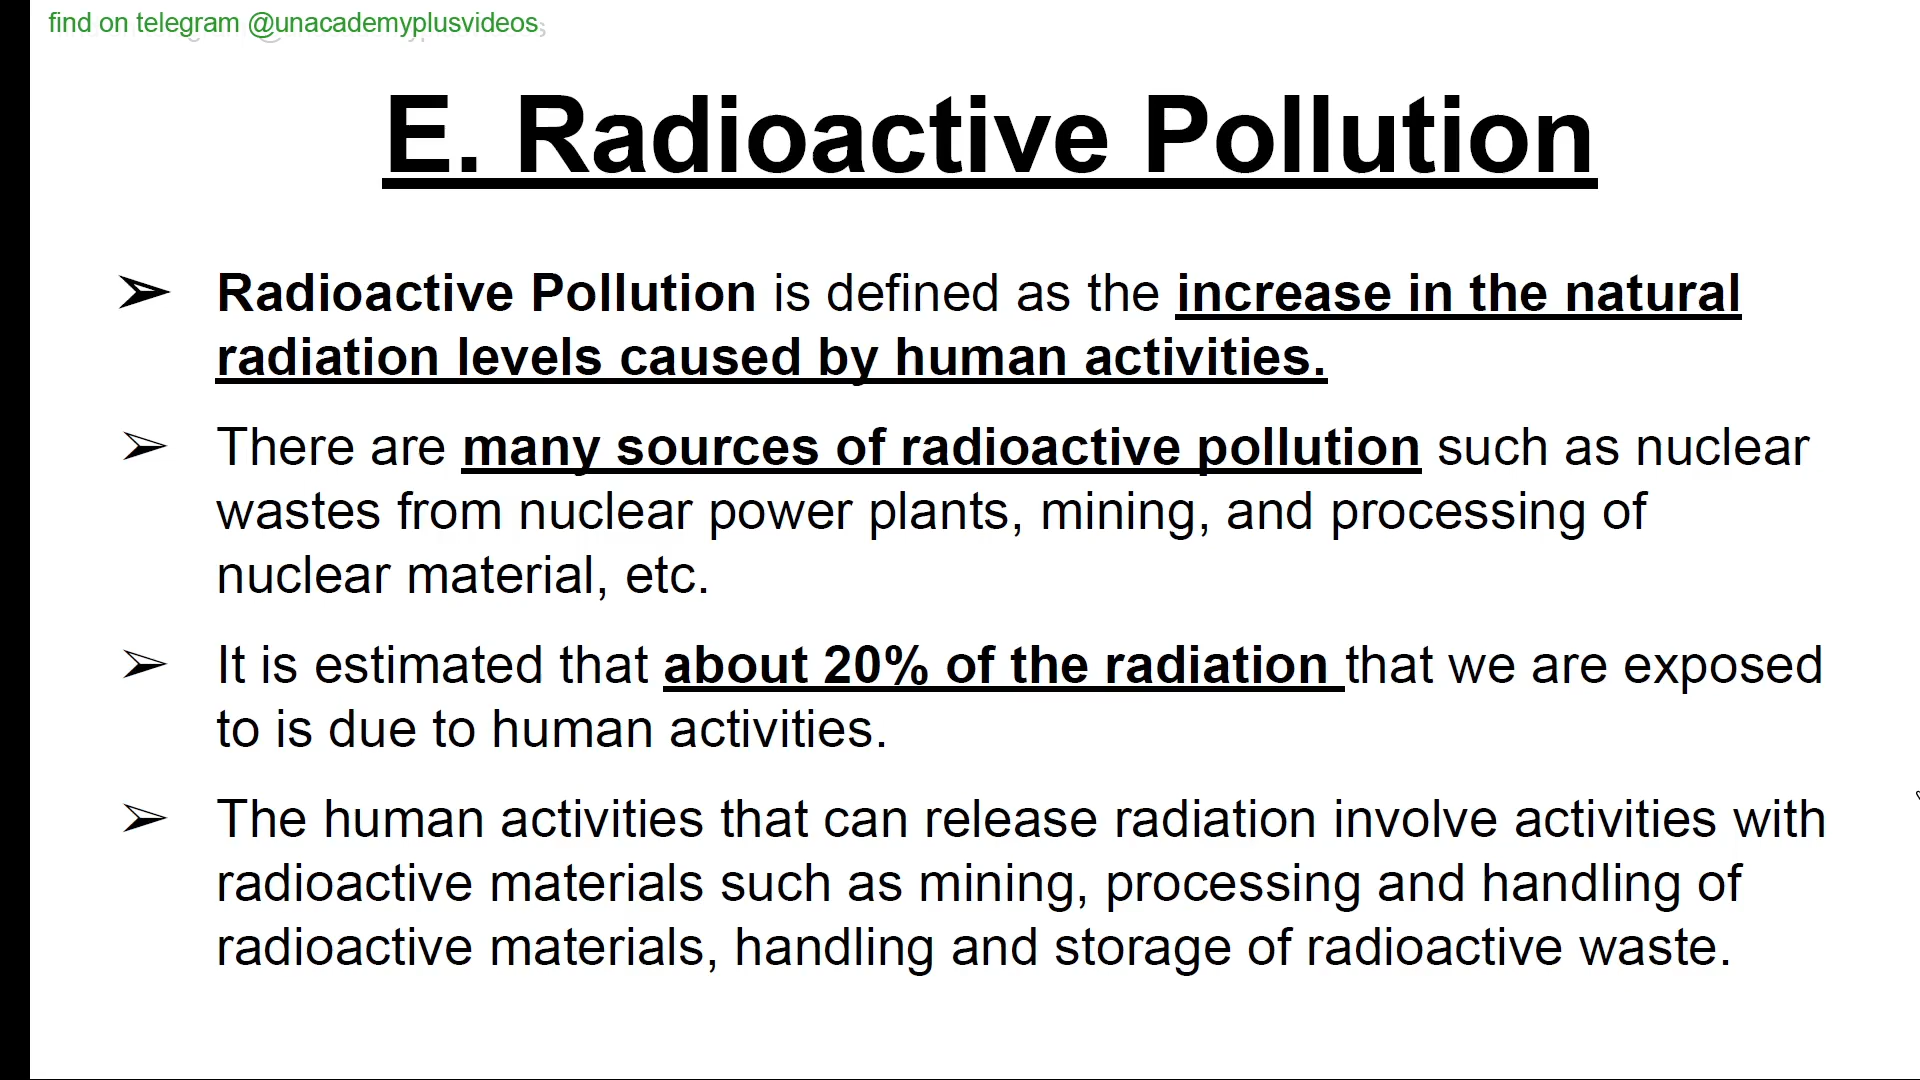 find on telegram @unacademyplusvideos
E. Radioactive Pollution
➢ Radioactive Pollution is defined as the increase in the natural
radiation levels caused by human activities.
➢ There are many sources of radioactive pollution such as nuclear
wastes from nuclear power plants, mining, and processing of
nuclear material, etc.
➢ It is estimated that about 20% of the radiation that we are exposed
to is due to human activities.
➢ The human activities that can release radiation involve activities with
radioactive materials such as mining, processing and handling of
radioactive materials, handling and storage of radioactive waste.